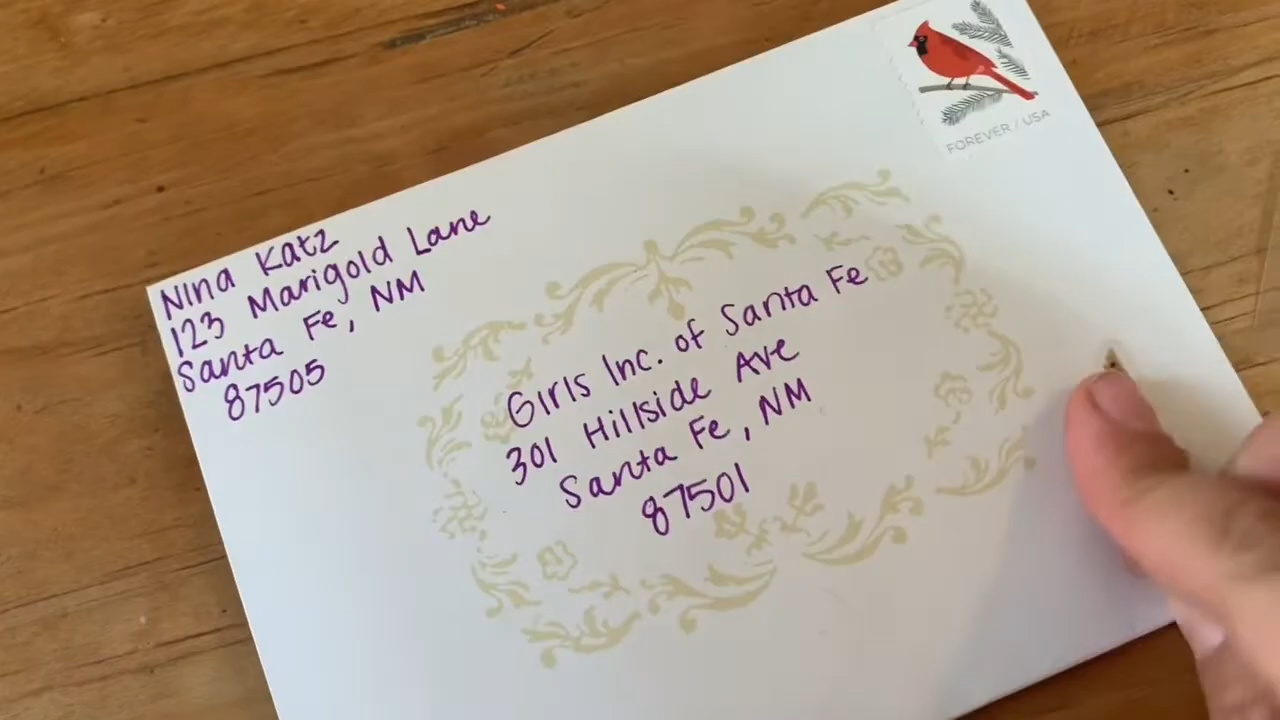 Nina Katz
123 Marigold Lane
Santa Fe, NM
87505
FOREVER / USA
Girls Inc. of Santa Fe
301 Hillside Ave
Santa Fe, NM
87501